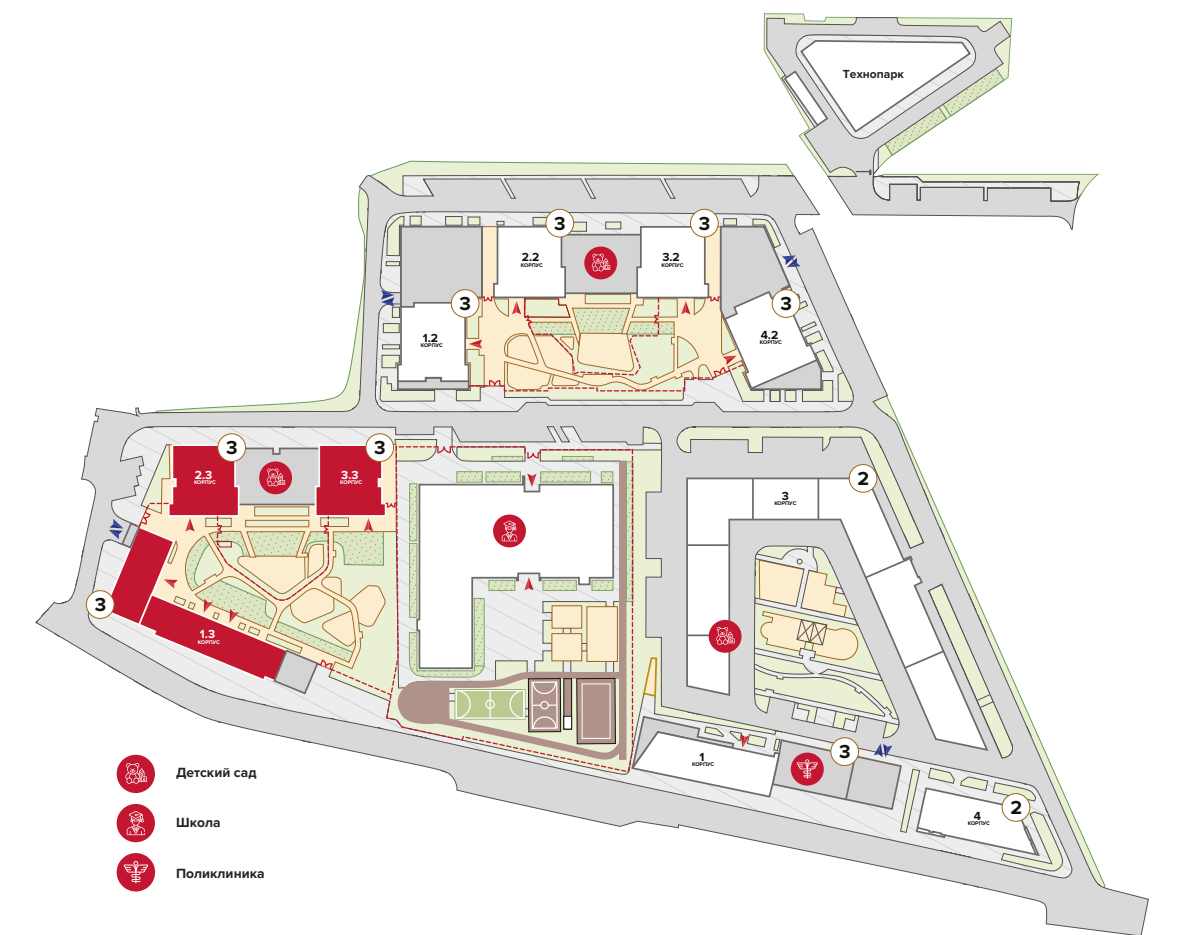 Технопарк
3
3
2.2
КОРПУС
3.2
КОРПУС
3
3
1.2
КОРПУС
4.2
КОРПУС
3
3
2.3
КОРПУС
3.3
КОРПУС
2
3
КОРПУС
3
1.3
КОРПУС
3
1
КОРПУС
2
4
КОРПУС
Детский сад
Школа
Поликлиника